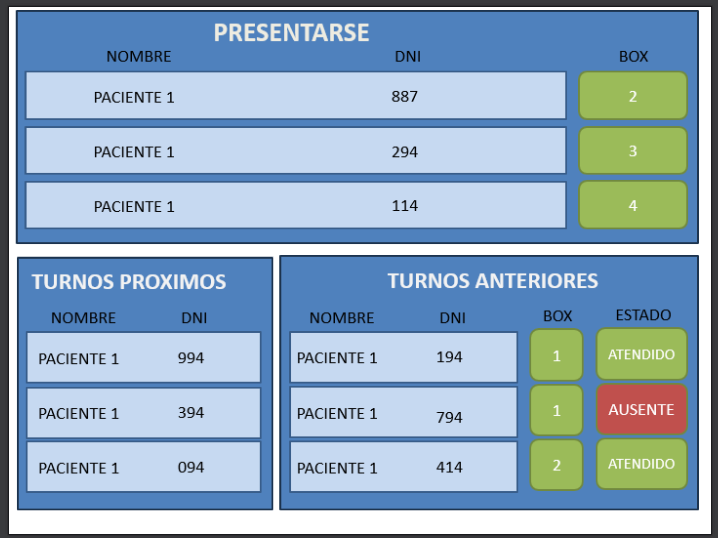 PRESENTARSE
NOMBRE DNI BOX
PACIENTE 1 887 2
PACIENTE 1 294 3
PACIENTE 1 114 4
TURNOS PROXIMOS
NOMBRE DNI
PACIENTE 1 994
PACIENTE 1 394
PACIENTE 1 094
TURNOS ANTERIORES
NOMBRE DNI BOX ESTADO
PACIENTE 1 194 1 ATENDIDO
PACIENTE 1 794 1 AUSENTE
PACIENTE 1 414 2 ATENDIDO